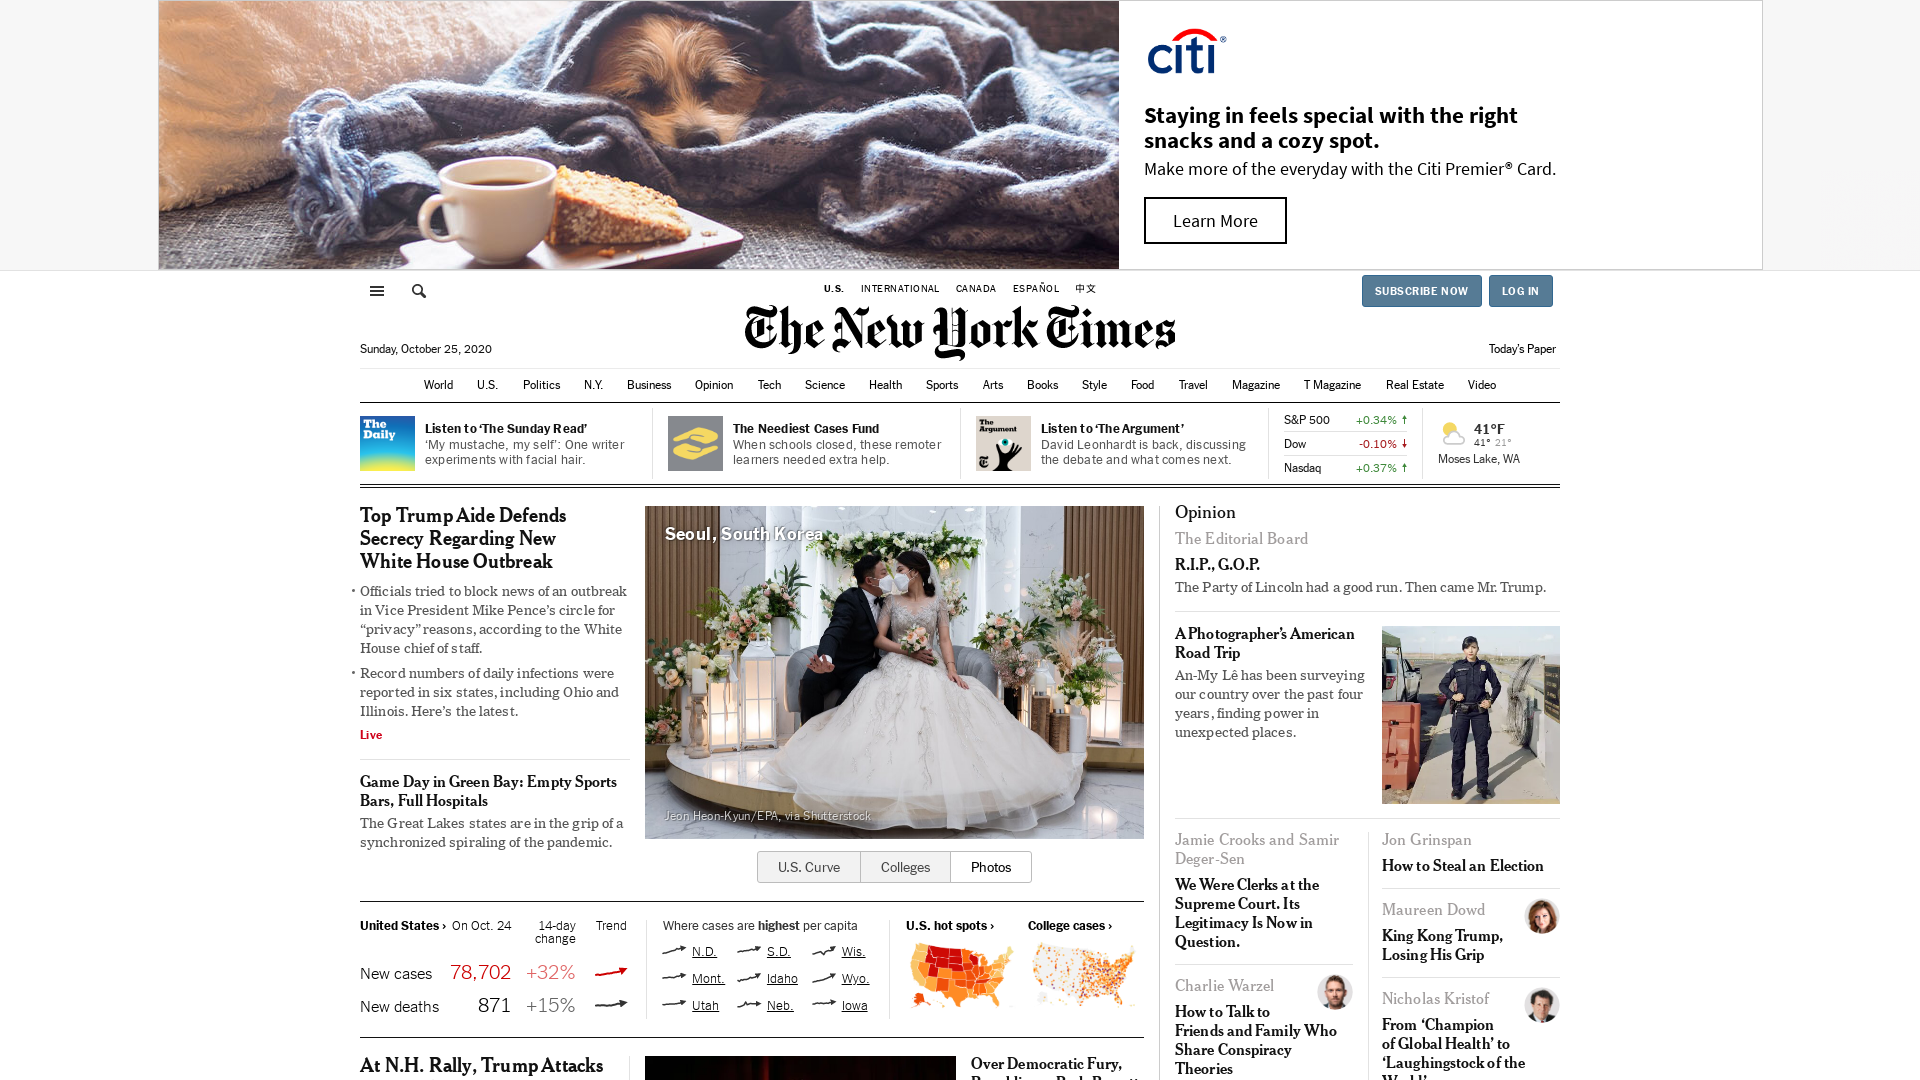 citi®
Staying in feels special with the right
snacks and a cozy spot.
Make more of the everyday with the Citi Premier® Card.
Learn More
U.S. INTERNATIONAL CANADA ESPAÑOL 中文
SUBSCRIBE NOW LOG IN
The New York Times
Sunday, October 25, 2020
Today's Paper
World U.S. Politics N.Y. Business Opinion Tech Science Health Sports Arts Books Style Food Travel Magazine T Magazine Real Estate Video
The
Daily
Listen to ‘The Sunday Read’
‘My mustache, my self’: One writer
experiments with facial hair.
The Neediest Cases Fund
When schools closed, these remoter
learners needed extra help.
The
Argument
Listen to ‘The Argument’
David Leonhardt is back, discussing
the debate and what comes next.
S&P 500 +0.34% ↑
Dow -0.10% ↓
Nasdaq +0.37% ↑
41°F
41° 21°
Moses Lake, WA
Top Trump Aide Defends
Secrecy Regarding New
White House Outbreak
• Officials tried to block news of an outbreak
in Vice President Mike Pence’s circle for
“privacy” reasons, according to the White
House chief of staff.
• Record numbers of daily infections were
reported in six states, including Ohio and
Illinois. Here’s the latest.
Live
Game Day in Green Bay: Empty Sports
Bars, Full Hospitals
The Great Lakes states are in the grip of a
synchronized spiraling of the pandemic.
Seoul, South Korea
Jeon Heon-Kyun/EPA, via Shutterstock
U.S. Curve Colleges Photos
United States › On Oct. 24 14-day
change Trend
New cases 78,702 +32%
New deaths 871 +15%
Where cases are highest per capita
N.D. S.D. Wis.
Mont. Idaho Wyo.
Utah Neb. Iowa
U.S. hot spots ›
College cases ›
At N.H. Rally, Trump Attacks
Over Democratic Fury,
Opinion
The Editorial Board
R.I.P., G.O.P.
The Party of Lincoln had a good run. Then came Mr. Trump.
A Photographer’s American
Road Trip
An-My Lê has been surveying
our country over the past four
years, finding power in
unexpected places.
Jamie Crooks and Samir
Deger-Sen
We Were Clerks at the
Supreme Court. Its
Legitimacy Is Now in
Question.
Charlie Warzel
How to Talk to
Friends and Family Who
Share Conspiracy
Theories
Jon Grinspan
How to Steal an Election
Maureen Dowd
King Kong Trump,
Losing His Grip
Nicholas Kristof
From ‘Champion
of Global Health’ to
‘Laughingstock of the
World’